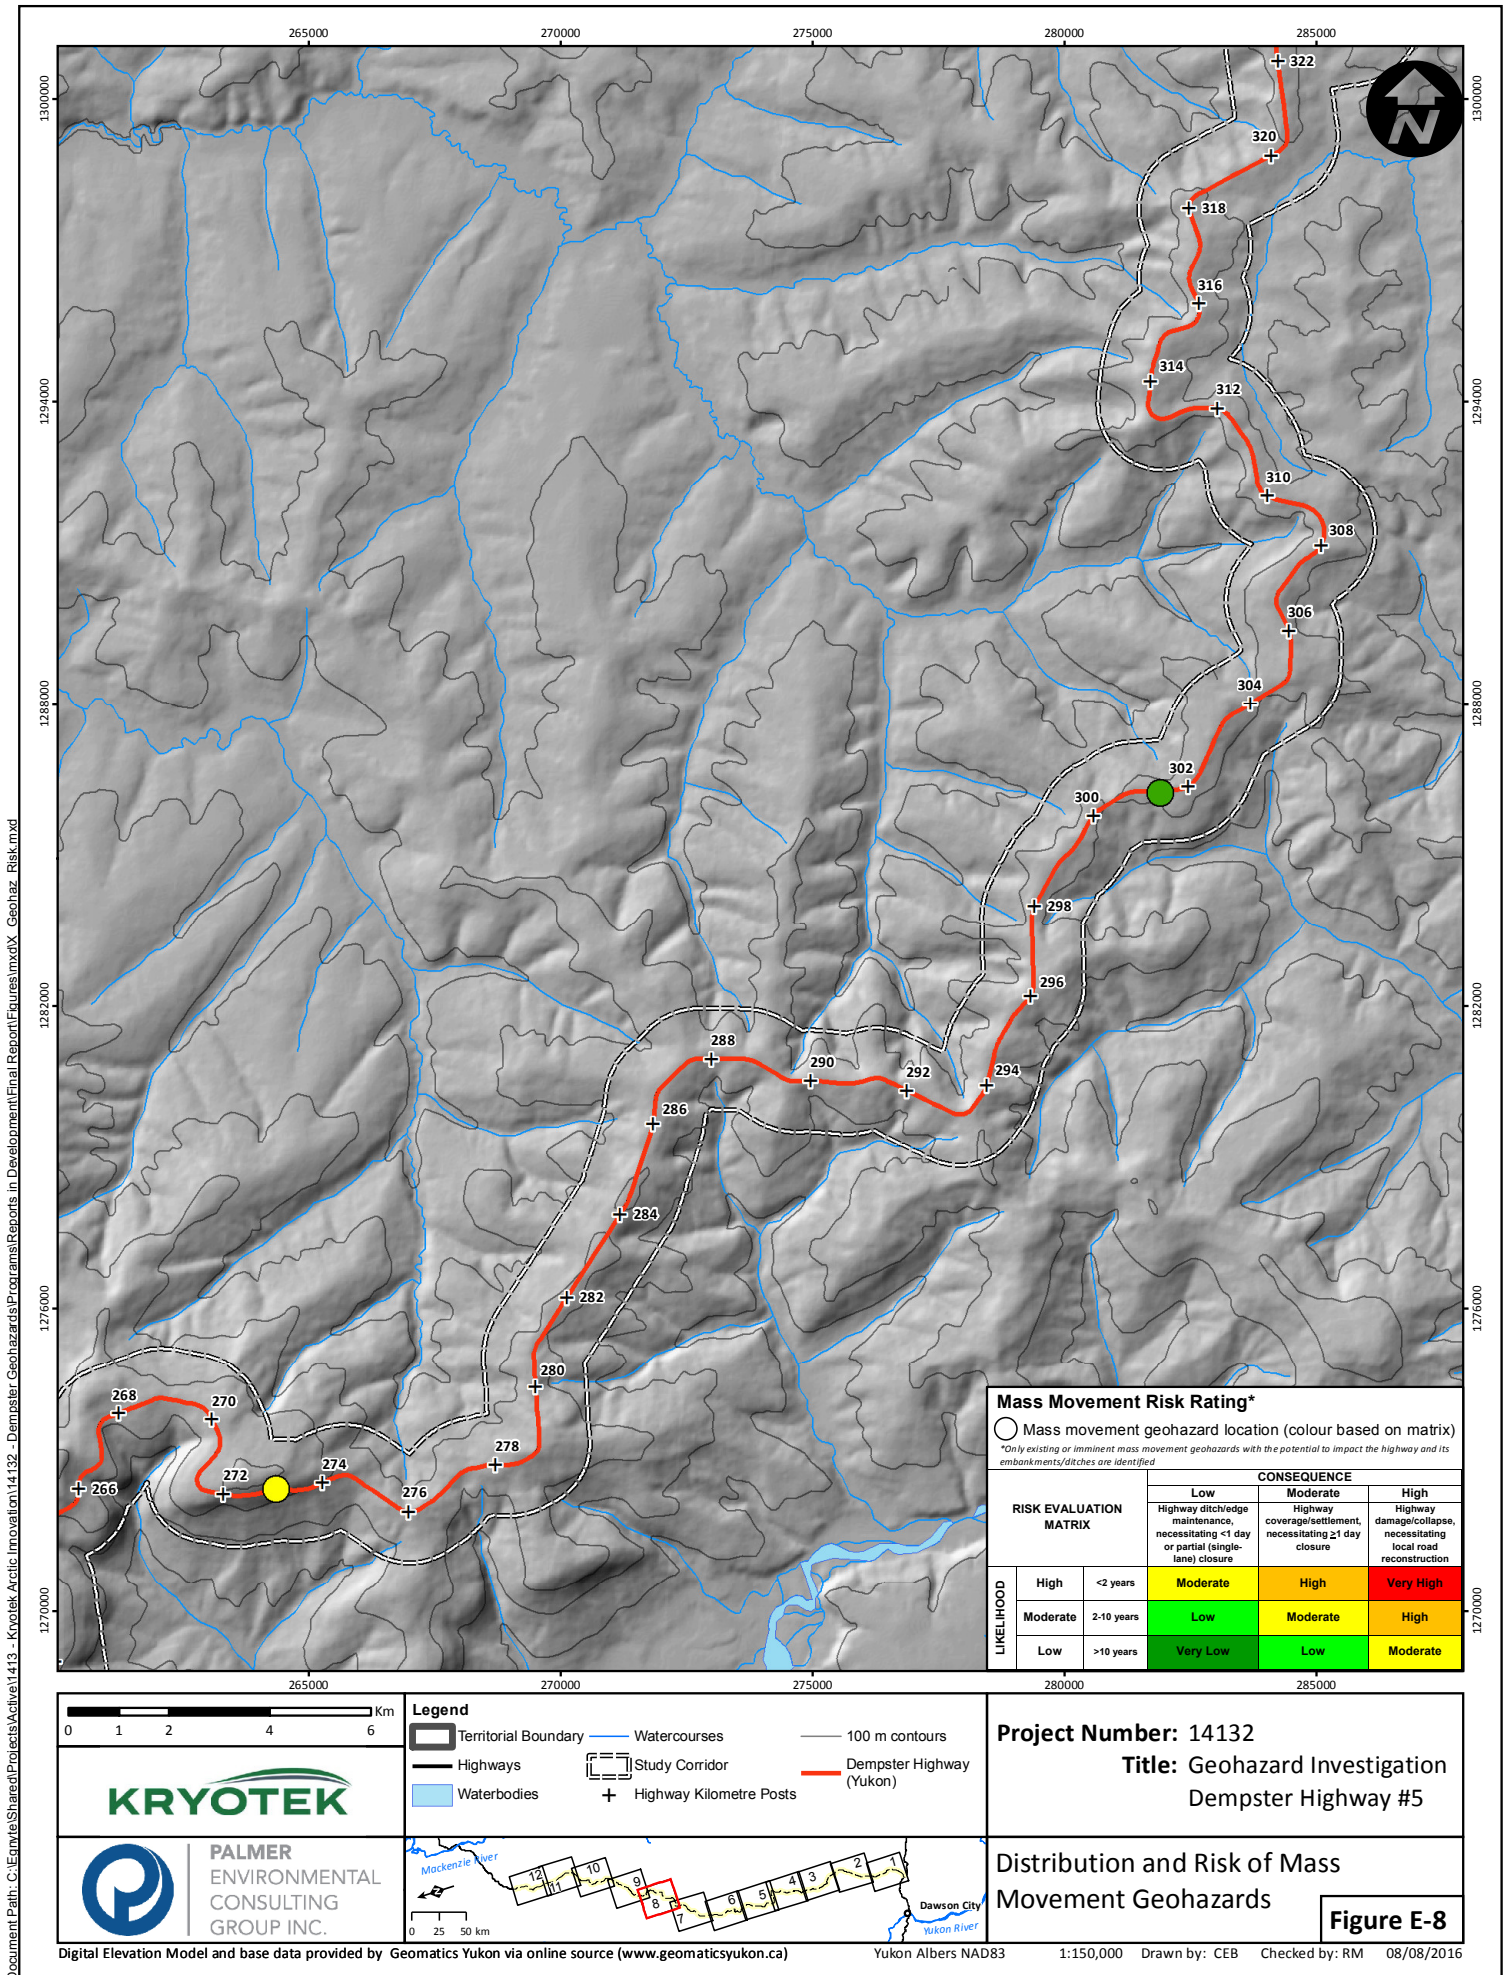 265000 270000 275000 280000 285000
1300000 1300000
1294000 1294000
1288000 1288000
1282000 1282000
1276000 1276000
1270000 1270000
322
320
318
316
314
312
310
308
306
304
302
300
298
296
294
292
290
288
286
284
282
280
278
276
274
272
270
268
266
N
Mass Movement Risk Rating*
Mass movement geohazard location (colour based on matrix)
*Only existing or imminent mass movement geohazards with the potential to impact the highway and its
embankments/ditches are identified
RISK EVALUATION
MATRIX
CONSEQUENCE
Low Moderate High
Highway ditch/edge
maintenance,
necessitating <1 day
or partial (single-
lane) closure
Highway
coverage/settlement,
necessitating ≥1 day
closure
Highway
damage/collapse,
necessitating
local road
reconstruction
LIKELIHOOD
High <2 years Moderate High Very High
Moderate 2-10 years Low Moderate High
Low >10 years Very Low Low Moderate
265000 270000 275000 280000 285000
Km
0 1 2 4 6
KRYOTEK
PALMER
ENVIRONMENTAL
CONSULTING
GROUP INC.
Legend
Territorial Boundary
Highways
Waterbodies
Watercourses
Study Corridor
Highway Kilometre Posts
100 m contours
Dempster Highway
(Yukon)
Mackenzie River
N
0 25 50 km
12 11 10 9 8 7 6 5 4 3 2 1
Dawson City
Yukon River
Project Number: 14132
Title: Geohazard Investigation
Dempster Highway #5
Distribution and Risk of Mass
Movement Geohazards
Figure E-8
Digital Elevation Model and base data provided by Geomatics Yukon via online source (www.geomaticsyukon.ca)
Yukon Albers NAD83 1:150,000 Drawn by: CEB Checked by: RM 08/08/2016
Document Path: C:\Egnyte\Shared\Projects\Active\1413 - Kryotek Arctic Innovation\14132 - Dempster Geohazards\Programs\Reports in Development\Final Report\Figures\mxd\X_Geohaz_Risk.mxd